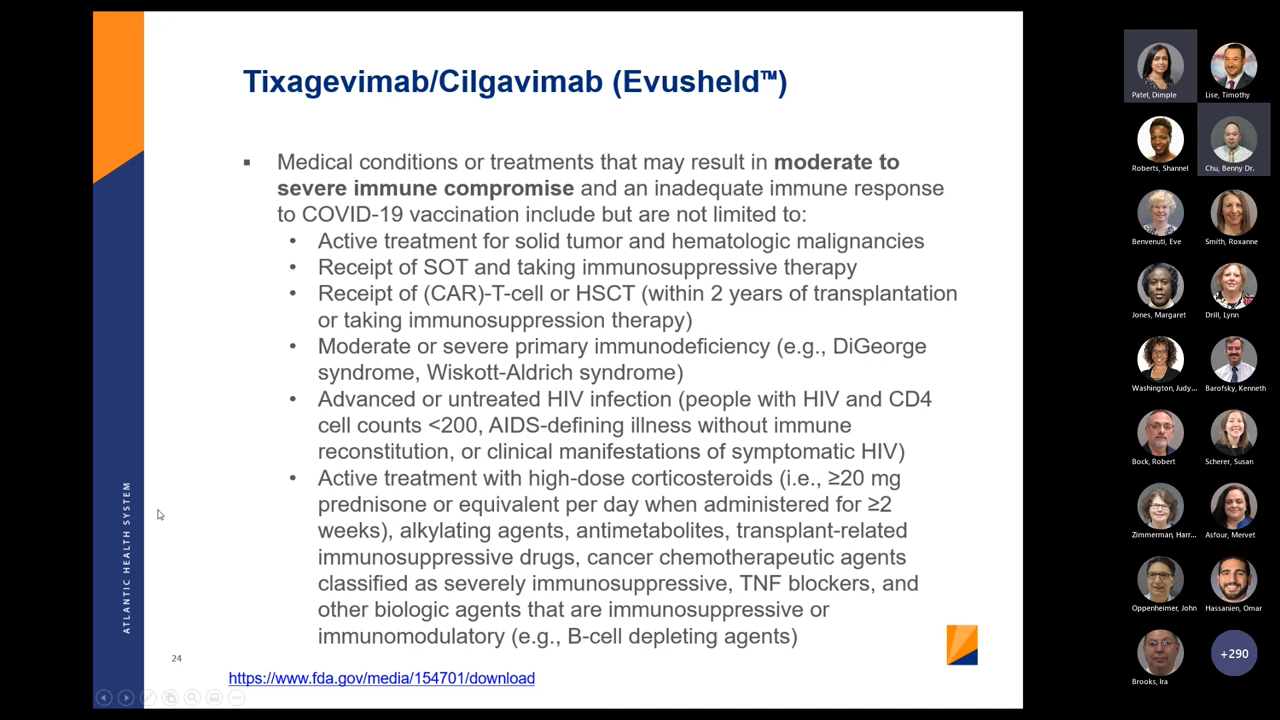 Tixagevimab/Cilgavimab (Evusheld™)
▪ Medical conditions or treatments that may result in moderate to
severe immune compromise and an inadequate immune response
to COVID-19 vaccination include but are not limited to:
• Active treatment for solid tumor and hematologic malignancies
• Receipt of SOT and taking immunosuppressive therapy
• Receipt of (CAR)-T-cell or HSCT (within 2 years of transplantation
or taking immunosuppression therapy)
• Moderate or severe primary immunodeficiency (e.g., DiGeorge
syndrome, Wiskott-Aldrich syndrome)
• Advanced or untreated HIV infection (people with HIV and CD4
cell counts <200, AIDS-defining illness without immune
reconstitution, or clinical manifestations of symptomatic HIV)
• Active treatment with high-dose corticosteroids (i.e., ≥20 mg
prednisone or equivalent per day when administered for ≥2
weeks), alkylating agents, antimetabolites, transplant-related
immunosuppressive drugs, cancer chemotherapeutic agents
classified as severely immunosuppressive, TNF blockers, and
other biologic agents that are immunosuppressive or
immunomodulatory (e.g., B-cell depleting agents)
ATLANTIC HEALTH SYSTEM
24
https://www.fda.gov/media/154701/download
Patel, Dimple
Lise, Timothy
Roberts, Shannel
Chu, Benny Dr.
Benvenuti, Eve
Smith, Roxanne
Jones, Margaret
Drill, Lynn
Washington, Judy...
Barofsky, Kenneth
Bock, Robert
Scherer, Susan
Zimmerman, Harr...
Asfour, Mervet
Oppenheimer, John
Hassanien, Omar
Brooks, Ira
+290